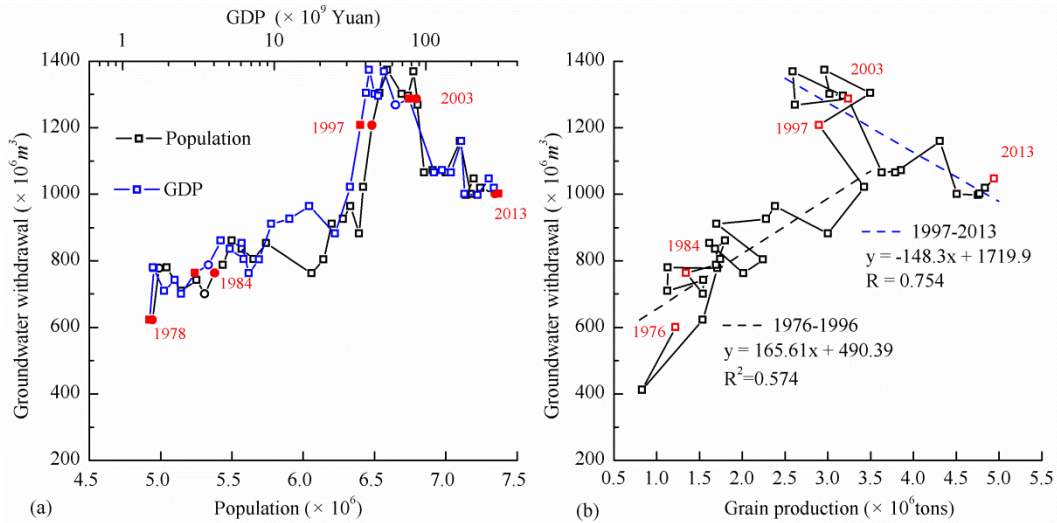 GDP (× 10⁹ Yuan)
1 10 100
1400
1200
1000
800
600
400
200
Groundwater withdrawal (× 10⁶ m³)
Population
GDP
1997
2003
2013
1984
1978
4.5 5.0 5.5 6.0 6.5 7.0 7.5
(a) Population (× 10⁶)
1400
1200
1000
800
600
400
200
Groundwater withdrawal (× 10⁶ m³)
2003
1997
2013
1984
1976
1997-2013
y = -148.3x + 1719.9
R = 0.754
1976-1996
y = 165.61x + 490.39
R²=0.574
0.5 1.0 1.5 2.0 2.5 3.0 3.5 4.0 4.5 5.0 5.5
(b) Grain production (× 10⁶tons)